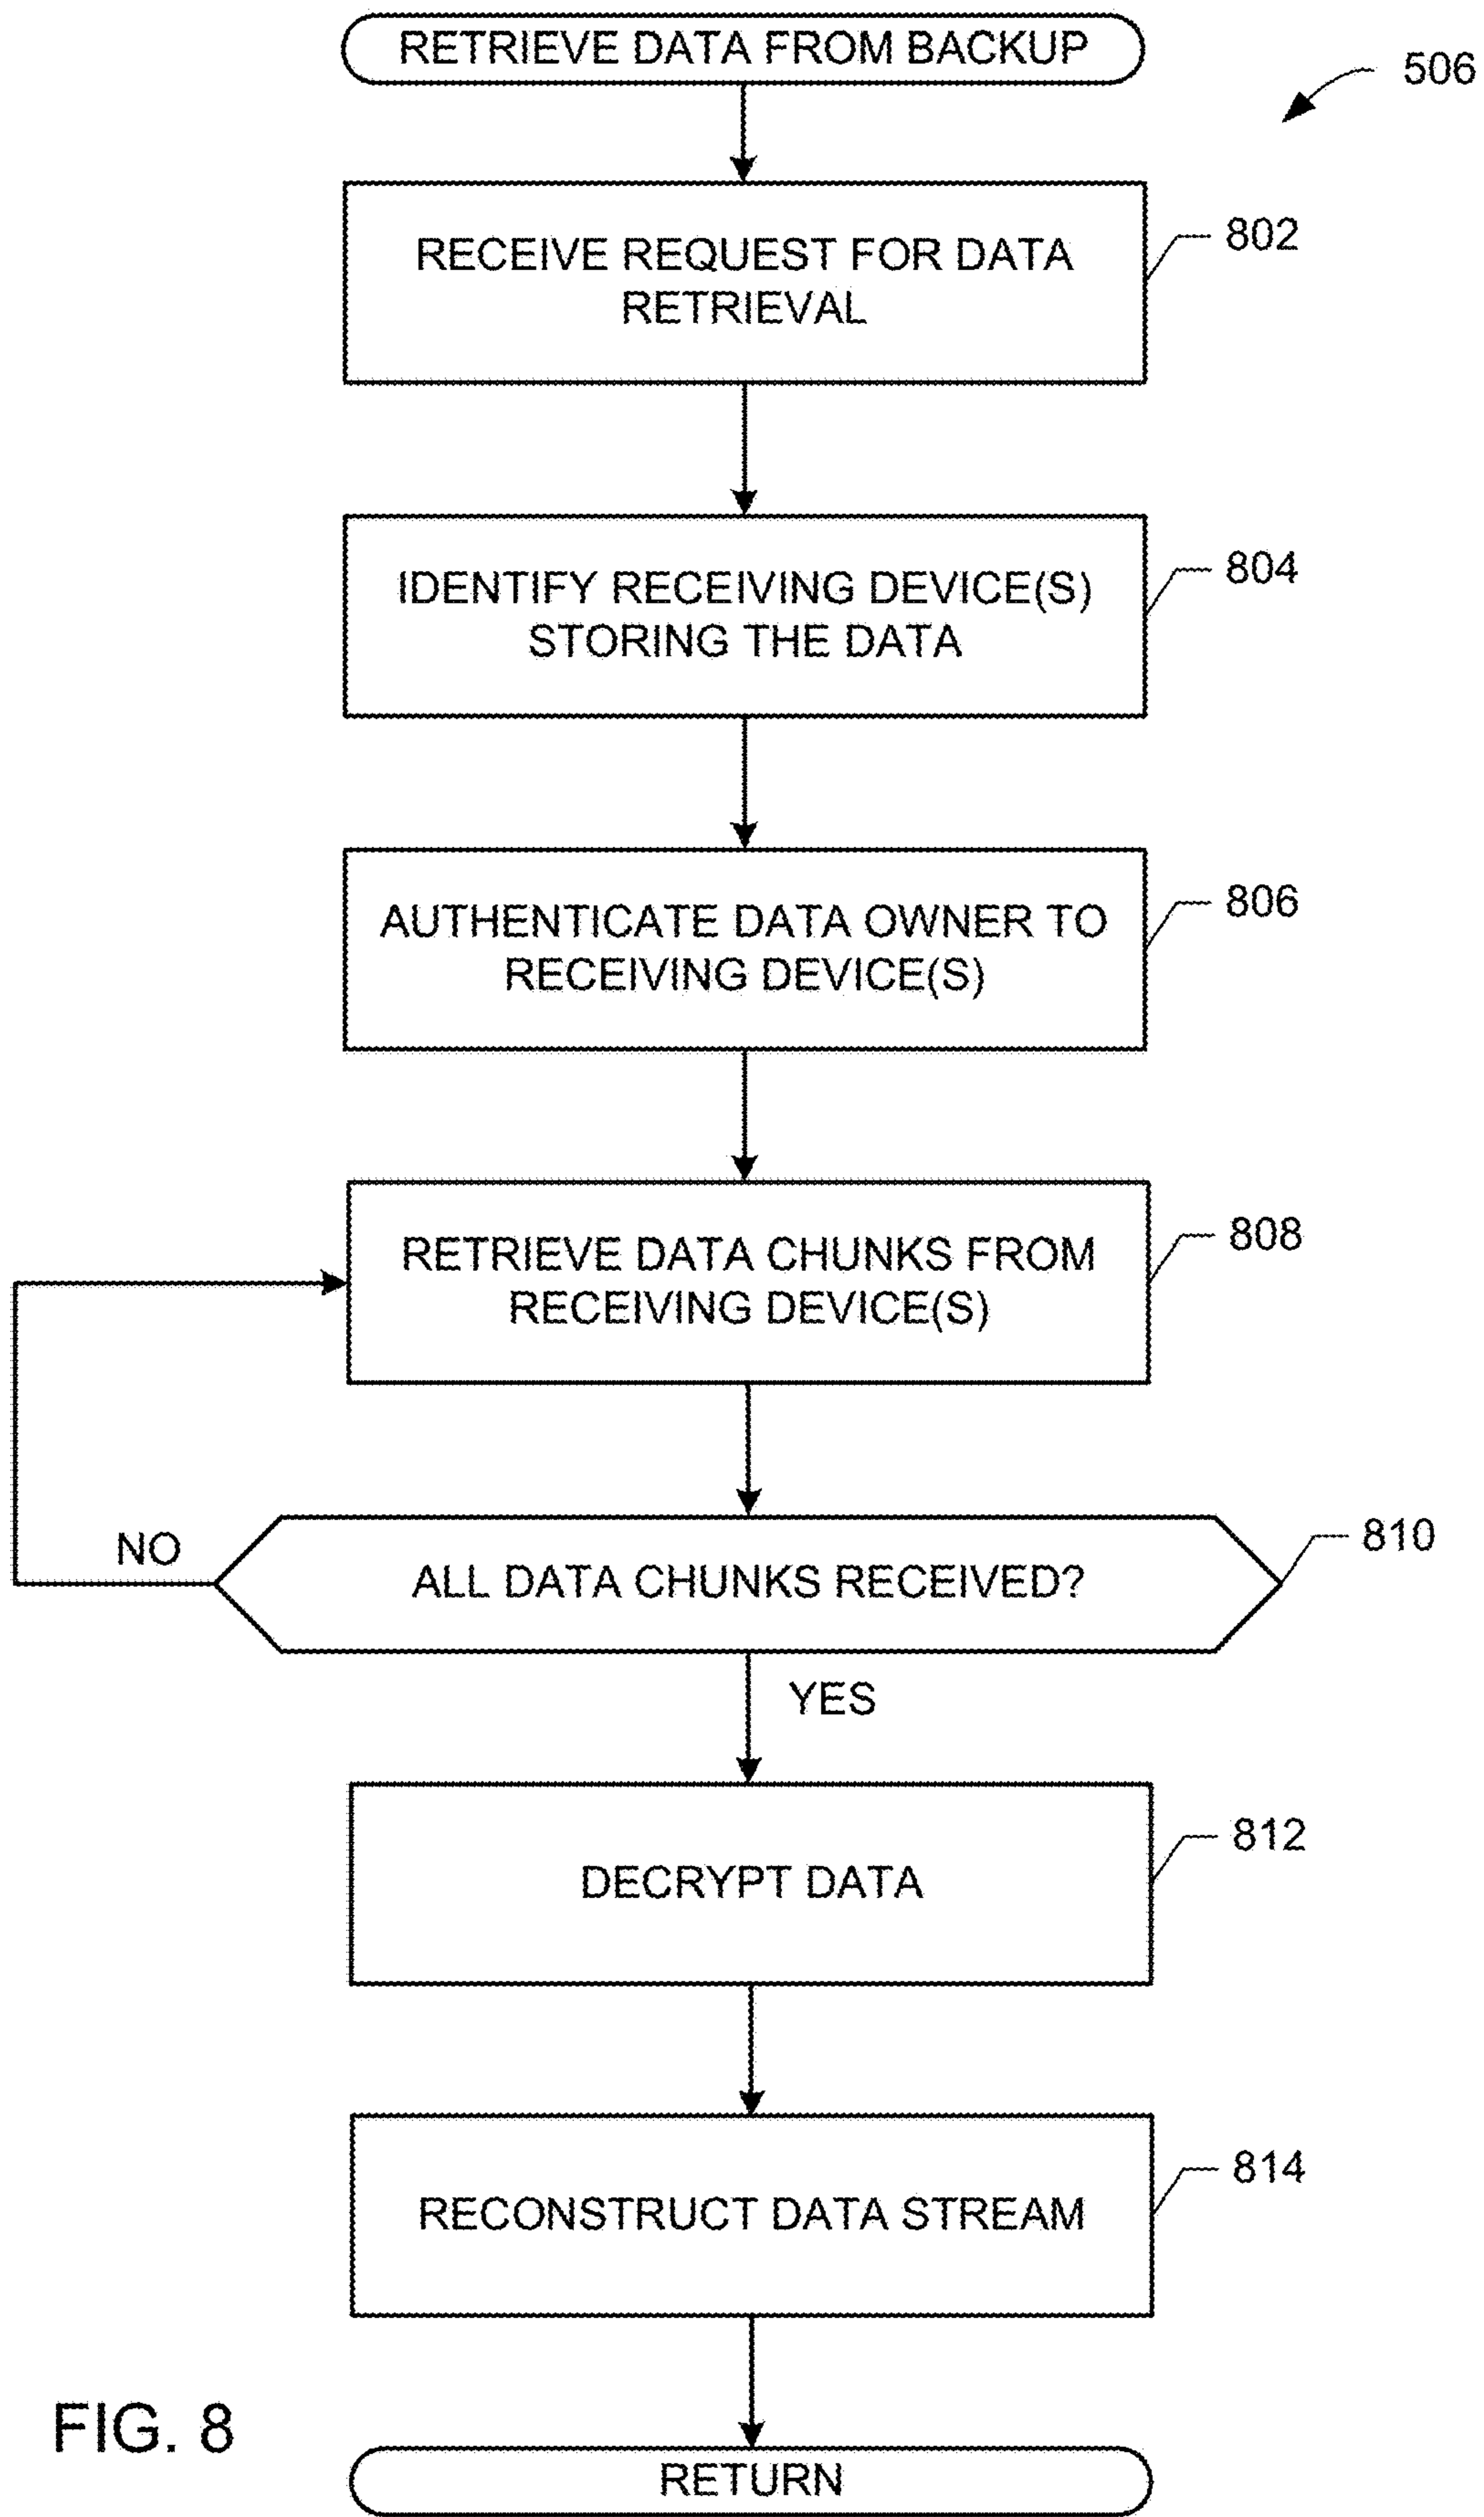 RETRIEVE DATA FROM BACKUP
506
RECEIVE REQUEST FOR DATA
RETRIEVAL
802
IDENTIFY RECEIVING DEVICE(S)
STORING THE DATA
804
AUTHENTICATE DATA OWNER TO
RECEIVING DEVICE(S)
806
RETRIEVE DATA CHUNKS FROM
RECEIVING DEVICE(S)
808
NO
ALL DATA CHUNKS RECEIVED?
810
YES
DECRYPT DATA
812
RECONSTRUCT DATA STREAM
814
FIG. 8
RETURN